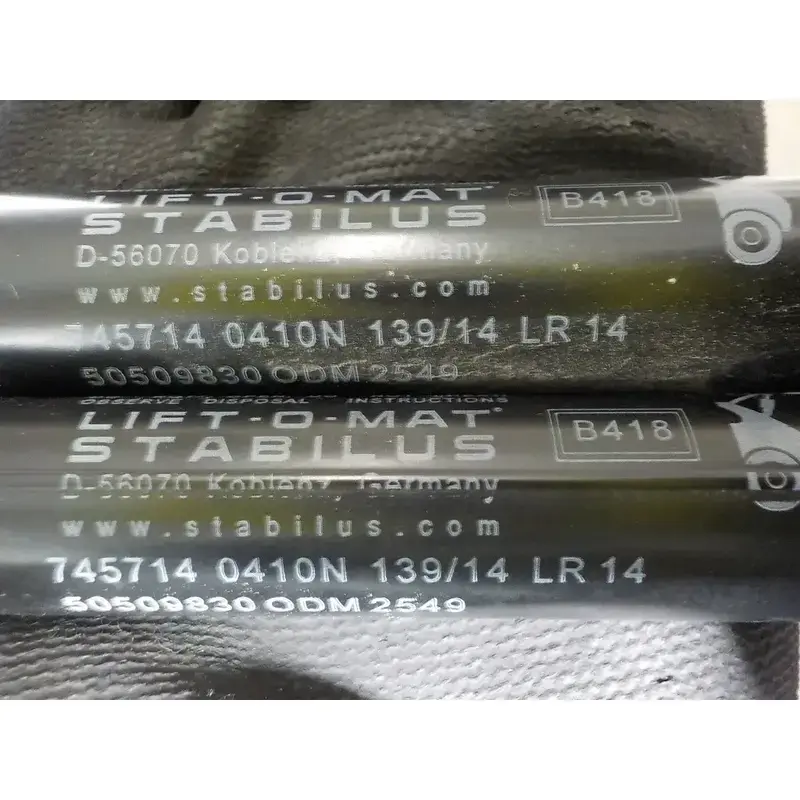 LIFT-O-MAT
STABILUS
B418
D-56070 Koblenz, Germany
www.stabilus.com
745714 0410N 139/14 LR 14
50509830 ODM 2549
OBSERVE DISPOSAL INSTRUCTIONS
LIFT-O-MAT
STABILUS
B418
D-56070 Koblenz, Germany
www.stabilus.com
745714 0410N 139/14 LR 14
50509830 ODM 2549